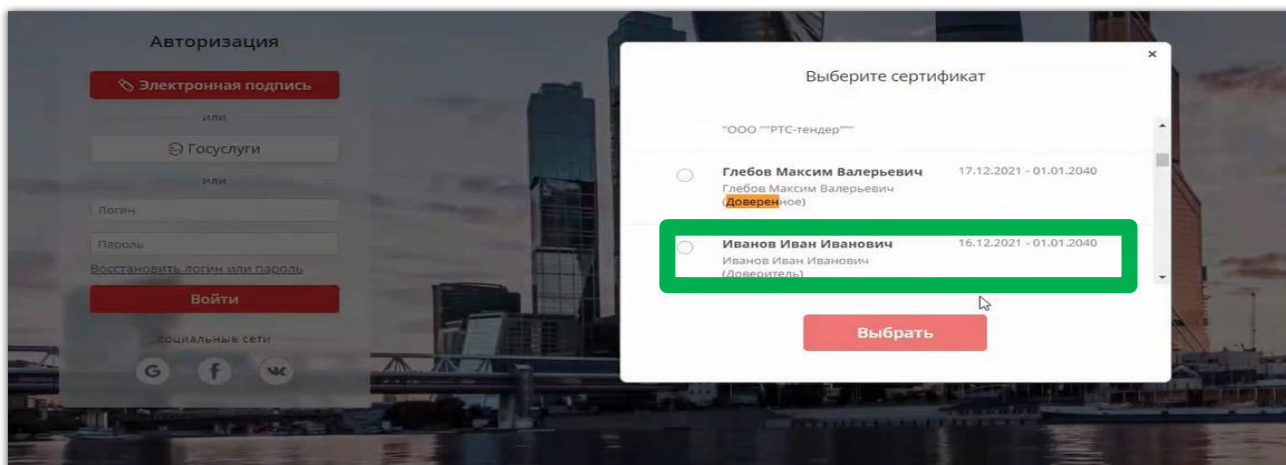 Авторизация
Электронная подпись
или
Госуслуги
или
Логин
Пароль
Восстановить логин или пароль
Войти
социальные сети
G f
Выберите сертификат
×
"ООО ""РТС-тендер"""
Глебов Максим Валерьевич 17.12.2021 - 01.01.2040
Глебов Максим Валерьевич
(Доверенное)
Иванов Иван Иванович 16.12.2021 - 01.01.2040
Иванов Иван Иванович
(Доверитель)
Выбрать